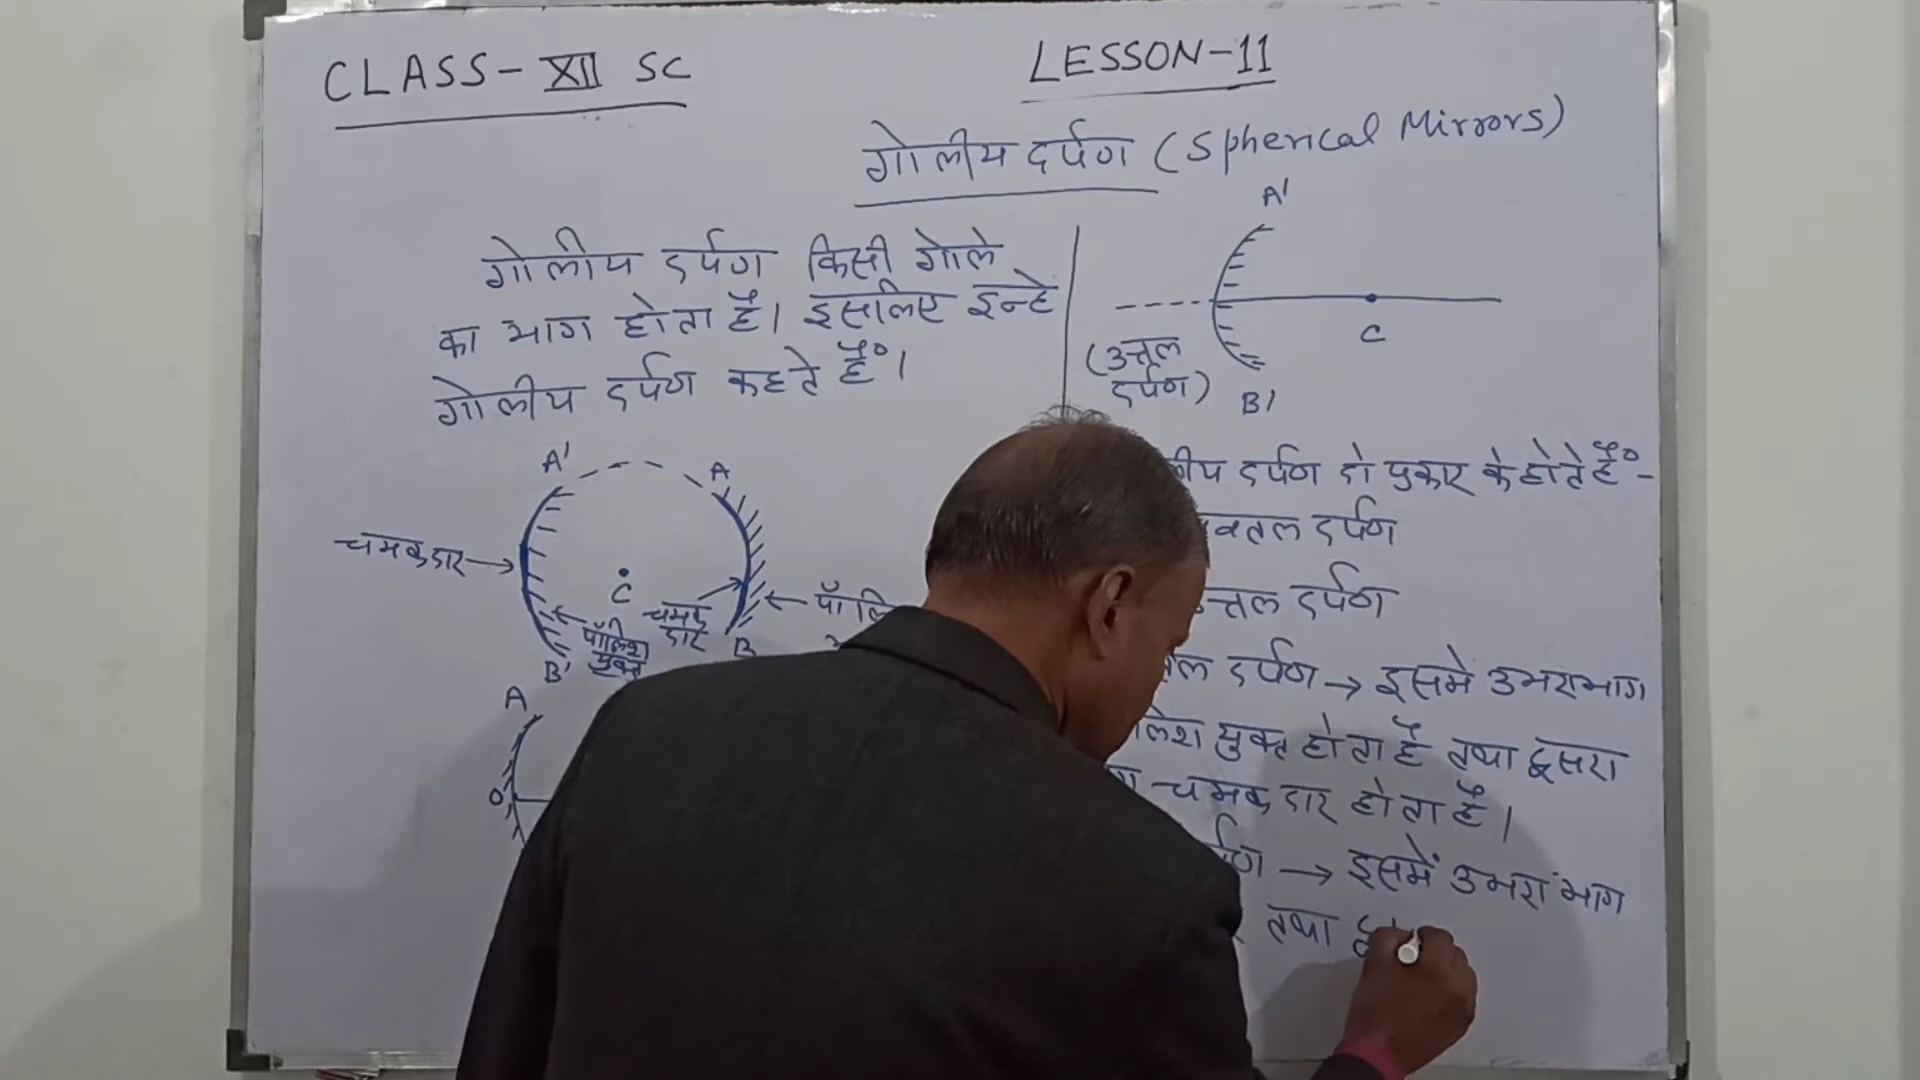 CLASS- XII SC
LESSON-11
गोलीय दर्पण (Spherical Mirrors)
गोलीय दर्पण किसी गोले
का भाग होता है। इसलिए इन्हे
गोलीय दर्पण कहते हैं।
A'
C
(उत्तल
दर्पण)
B'
A'
A
चमकदार
C
चमक
दार
पॉलिश
युक्त
B
B'
A
O
दर्पण दो प्रकार के होते हैं -
दर्पण
दर्पण
दर्पण → इसमे उभरा भाग
युक्त होता है तथा दूसरा
चमकदार होता है।
→ इसमें उभरा भाग
तथा